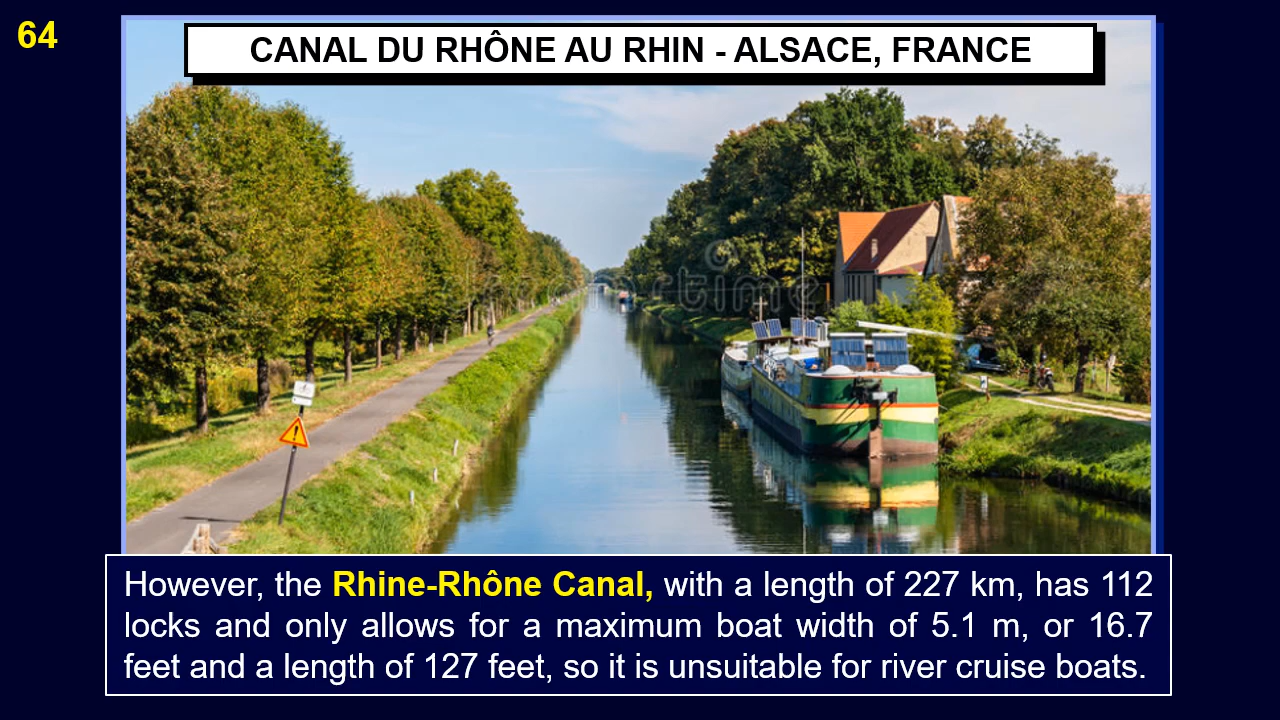 64
CANAL DU RHÔNE AU RHIN - ALSACE, FRANCE
However, the Rhine-Rhône Canal, with a length of 227 km, has 112
locks and only allows for a maximum boat width of 5.1 m, or 16.7
feet and a length of 127 feet, so it is unsuitable for river cruise boats.